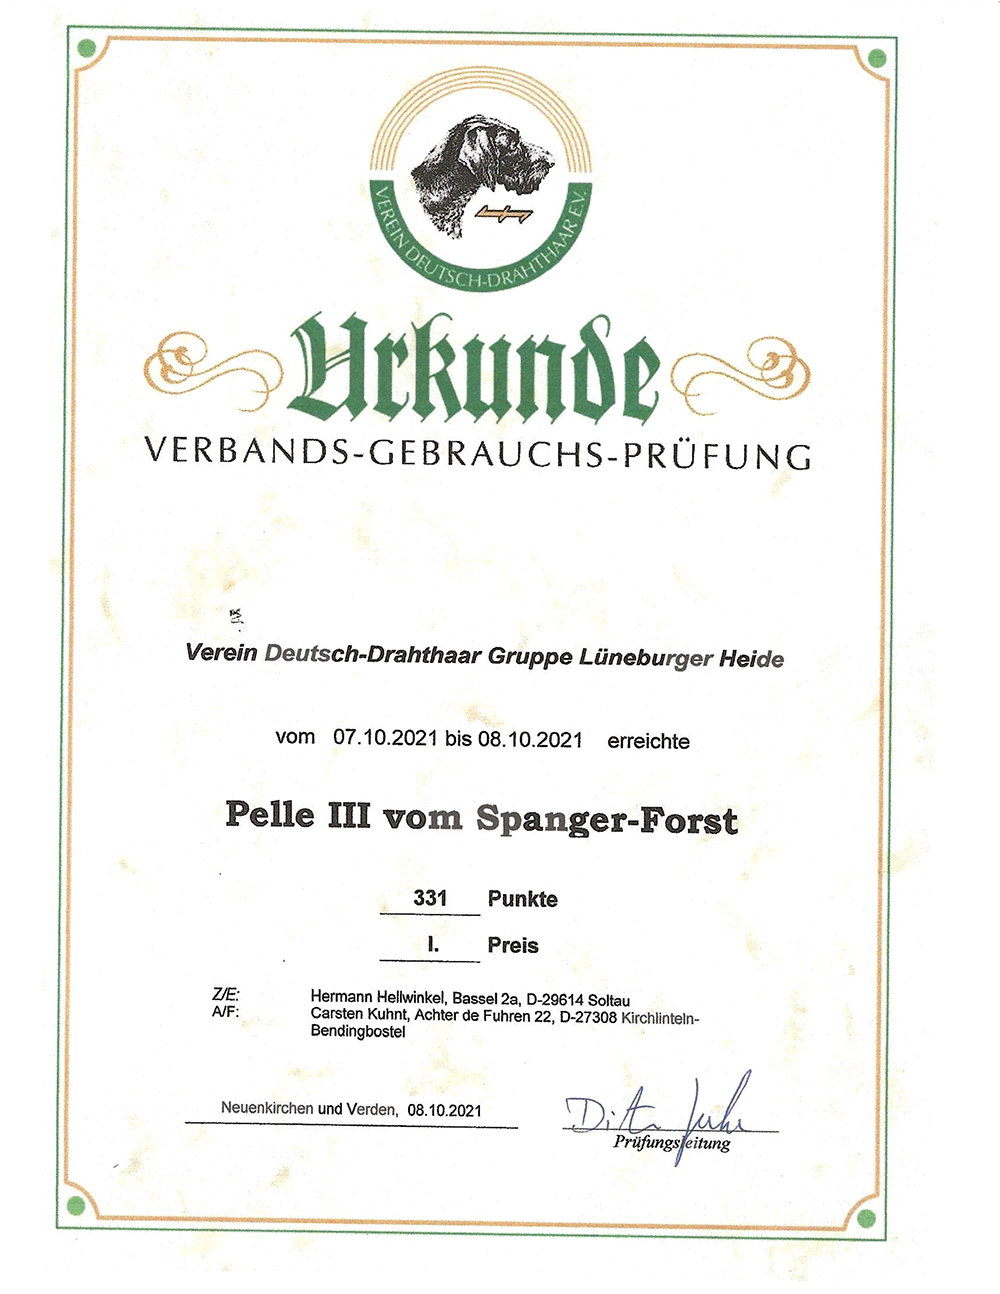 VEREIN DEUTSCH-DRAHTHAAR E.V.
Urkunde
VERBANDS-GEBRAUCHS-PRÜFUNG
Verein Deutsch-Drahthaar Gruppe Lüneburger Heide
vom 07.10.2021 bis 08.10.2021 erreichte
Pelle III vom Spanger-Forst
331 Punkte
I. Preis
Z/E: Hermann Hellwinkel, Bassel 2a, D-29614 Soltau
A/F: Carsten Kuhnt, Achter de Fuhren 22, D-27308 Kirchlinteln-
Bendingbostel
Neuenkirchen und Verden, 08.10.2021
Prüfungsleitung